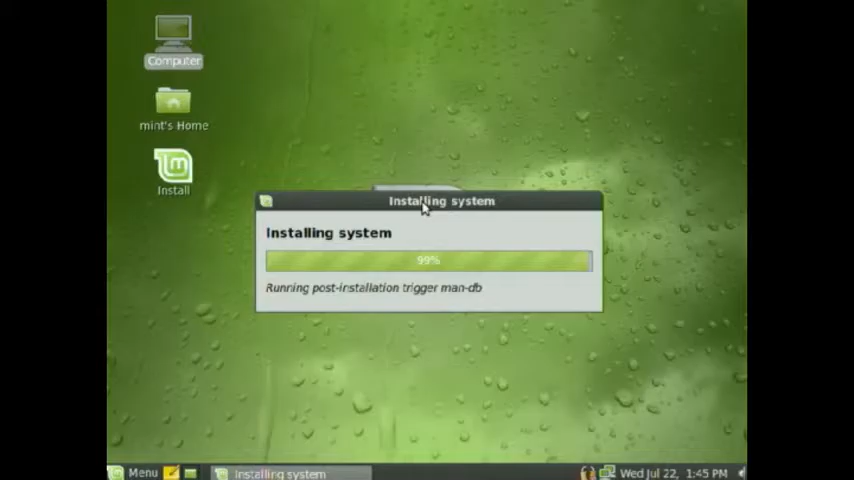 Computer
mint's Home
Install
Installing system
Installing system
99%
Running post-installation trigger man-db
Menu
Installing system
Wed Jul 22, 1:45 PM